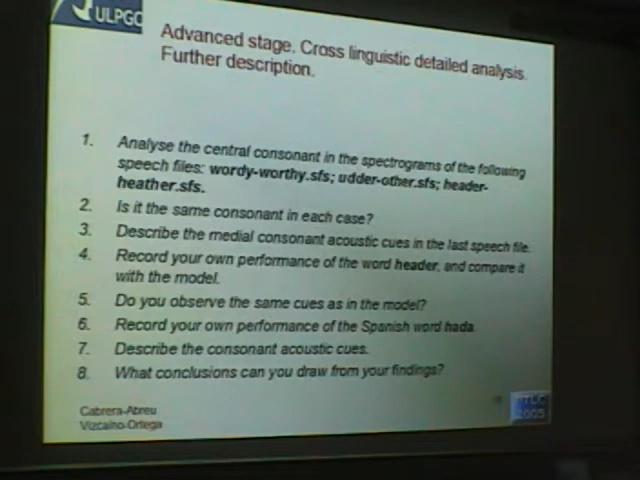 ULPGC
Advanced stage. Cross linguistic detailed analysis.
Further description.
1. Analyse the central consonant in the spectrograms of the following
speech files: wordy-worthy.sfs; udder-other.sfs; header-
heather.sfs.
2. Is it the same consonant in each case?
3. Describe the medial consonant acoustic cues in the last speech file.
4. Record your own performance of the word header, and compare it
with the model.
5. Do you observe the same cues as in the model?
6. Record your own performance of the Spanish word hada.
7. Describe the consonant acoustic cues.
8. What conclusions can you draw from your findings?
Cabrera-Abreu
Vizcaino-Ortega
PTLC
2005